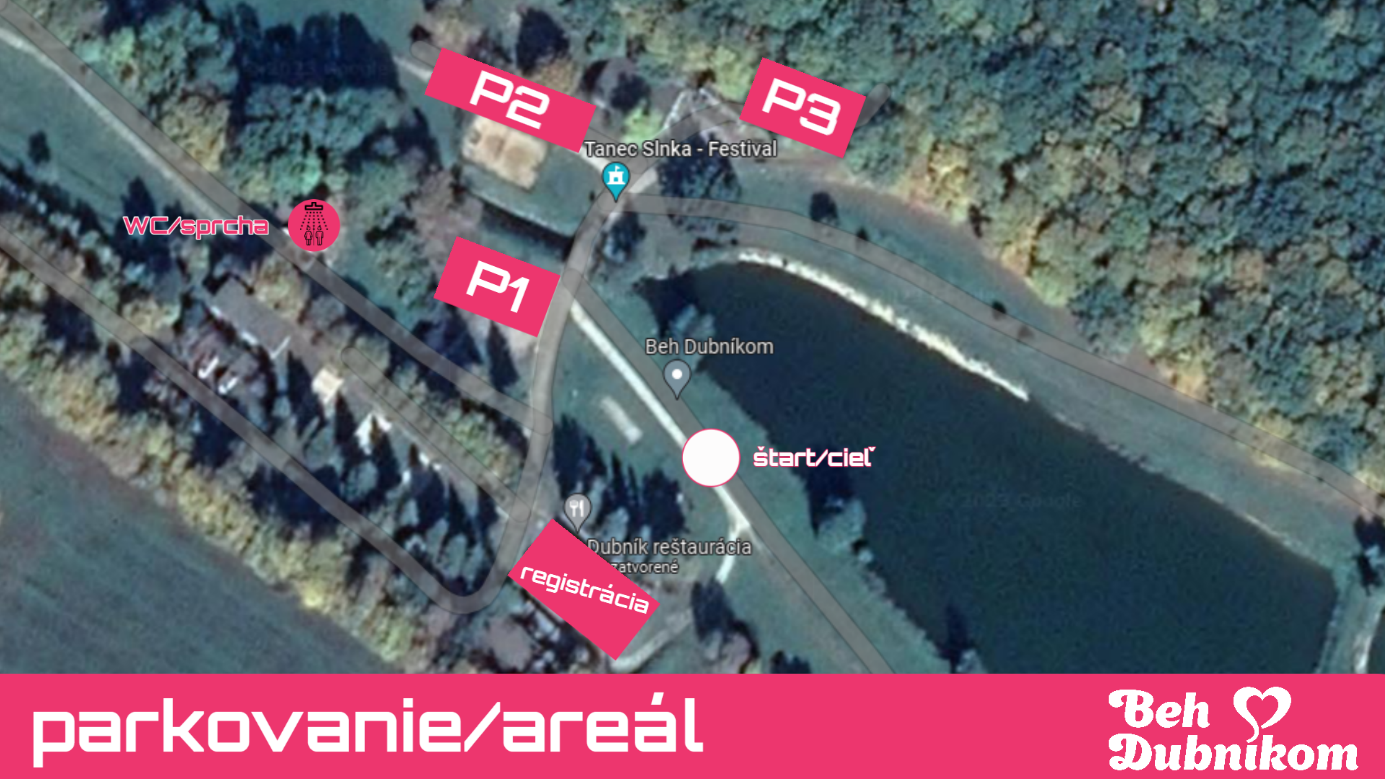 P2
P3
Tanec Slnka - Festival
WC/sprcha
P1
Beh Dubníkom
štart/cieľ
Dubník reštaurácia
zatvorené
registrácia
parkovanie/areál
Beh
Dubníkom